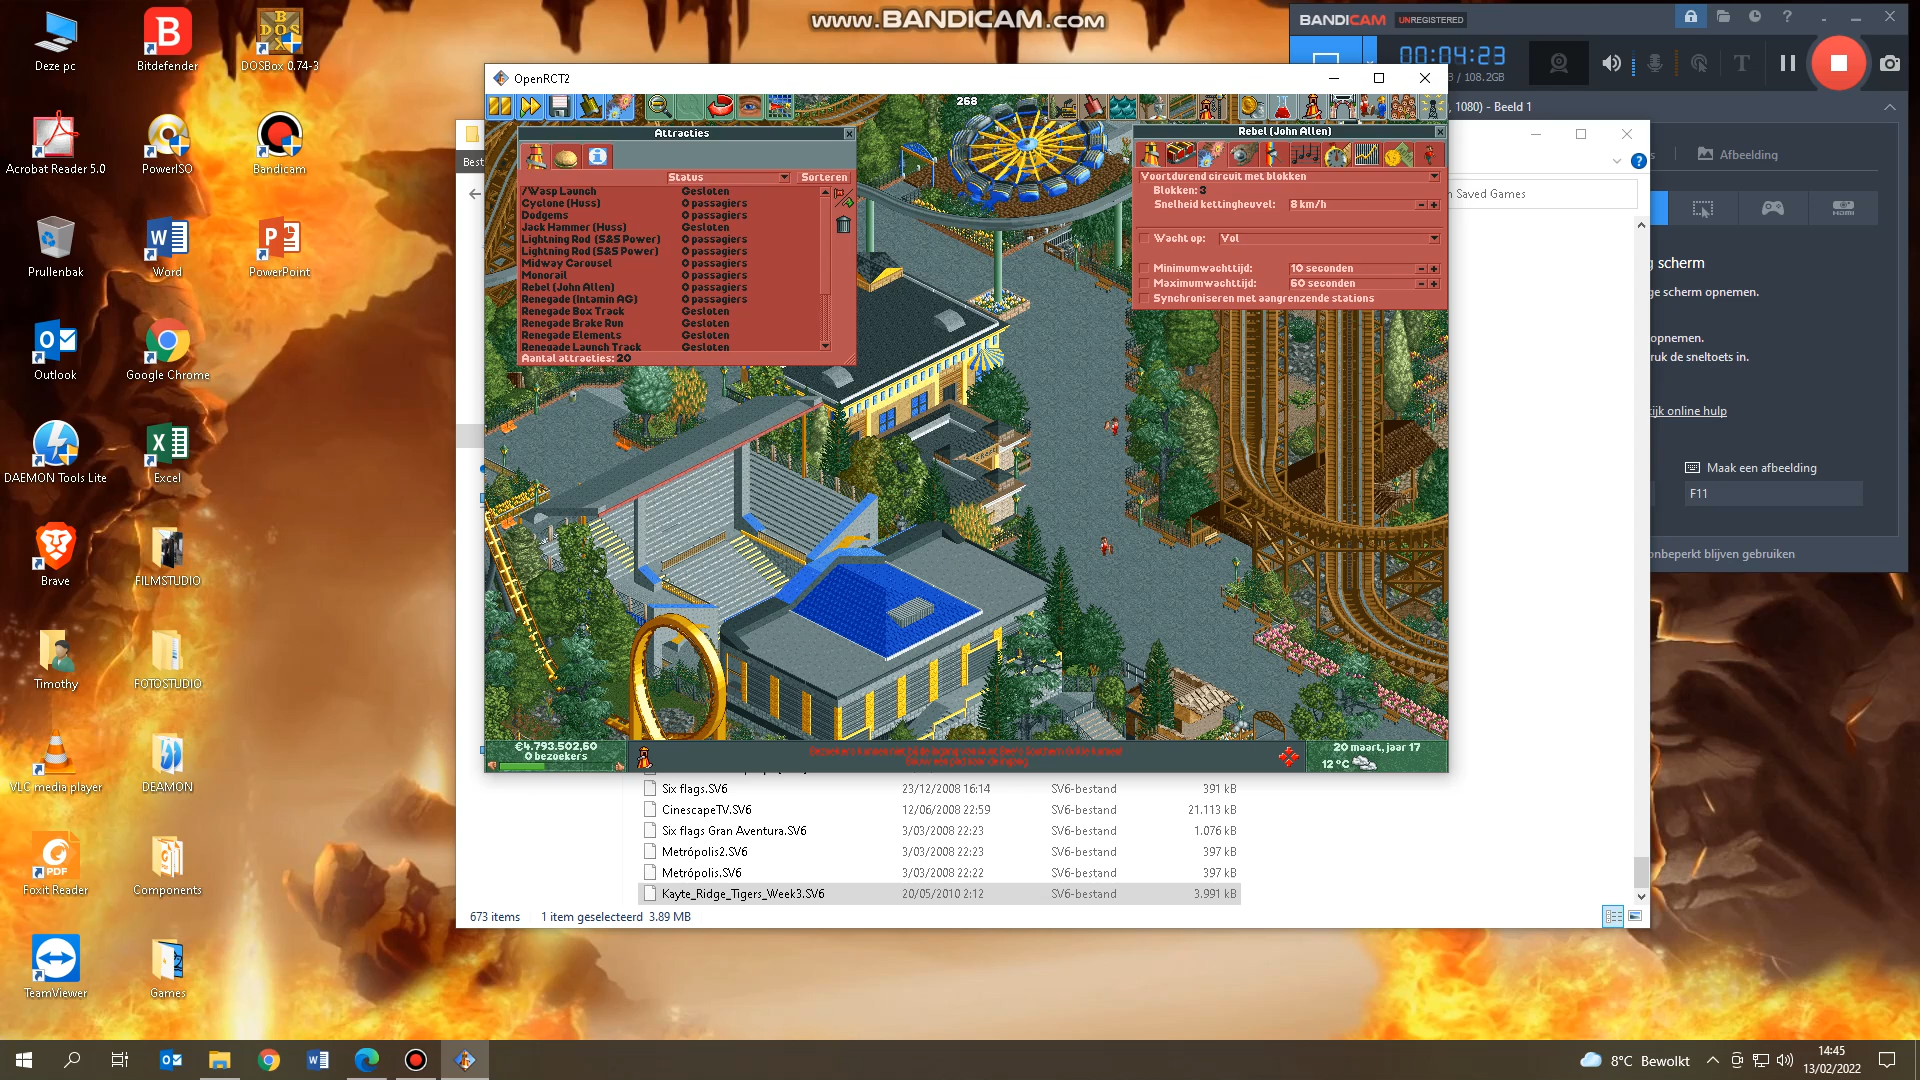 www.BANDICAM.com
Deze pc
Bitdefender
DOSBox 0.74-3
Acrobat Reader 5.0
PowerISO
Bandicam
Prullenbak
Word
PowerPoint
Outlook
Google Chrome
DAEMON Tools Lite
Excel
Brave
FILMSTUDIO
Timothy
FOTOSTUDIO
VLC media player
DEAMON
Foxit Reader
Components
TeamViewer
Games
BANDICAM UNREGISTERED
00:04:23
/ 108.2GB
, 1080) - Beeld 1
Afbeelding
g scherm
ge scherm opnemen.
opnemen.
ruk de sneltoets in.
ijk online hulp
Maak een afbeelding
F11
onbeperkt blijven gebruiken
Best
n Saved Games
OpenRCT2
268
Attracties
Status
Sorteren
/Wasp Launch Gesloten
Cyclone (Huss) 0 passagiers
Dodgems 0 passagiers
Jack Hammer (Huss) Gesloten
Lightning Rod (S&S Power) 0 passagiers
Lightning Rod (S&S Power) 0 passagiers
Midway Carousel 0 passagiers
Monorail 0 passagiers
Rebel (John Allen) 0 passagiers
Renegade (Intamin AG) 0 passagiers
Renegade Box Track Gesloten
Renegade Brake Run Gesloten
Renegade Elements Gesloten
Renegade Launch Track Gesloten
Aantal attracties: 20
Rebel (John Allen)
Voortdurend circuit met blokken
Blokken: 3
Snelheid kettingheuvel: 8 km/h
Wacht op: Vol
Minimumwachttijd: 10 seconden
Maximumwachttijd: 60 seconden
Synchroniseren met aangrenzende stations
€4.793.502,60
0 bezoekers
20 maart, jaar 17
12 °C
Six flags.SV6 23/12/2008 16:14 SV6-bestand 391 kB
CinescapeTV.SV6 12/06/2008 22:59 SV6-bestand 21.113 kB
Six flags Gran Aventura.SV6 3/03/2008 22:23 SV6-bestand 1.076 kB
Metrópolis2.SV6 3/03/2008 22:23 SV6-bestand 397 kB
Metrópolis.SV6 3/03/2008 22:22 SV6-bestand 397 kB
Kayte_Ridge_Tigers_Week3.SV6 20/05/2010 2:12 SV6-bestand 3.991 kB
673 items 1 item geselecteerd 3.89 MB
8°C Bewolkt
14:45
13/02/2022